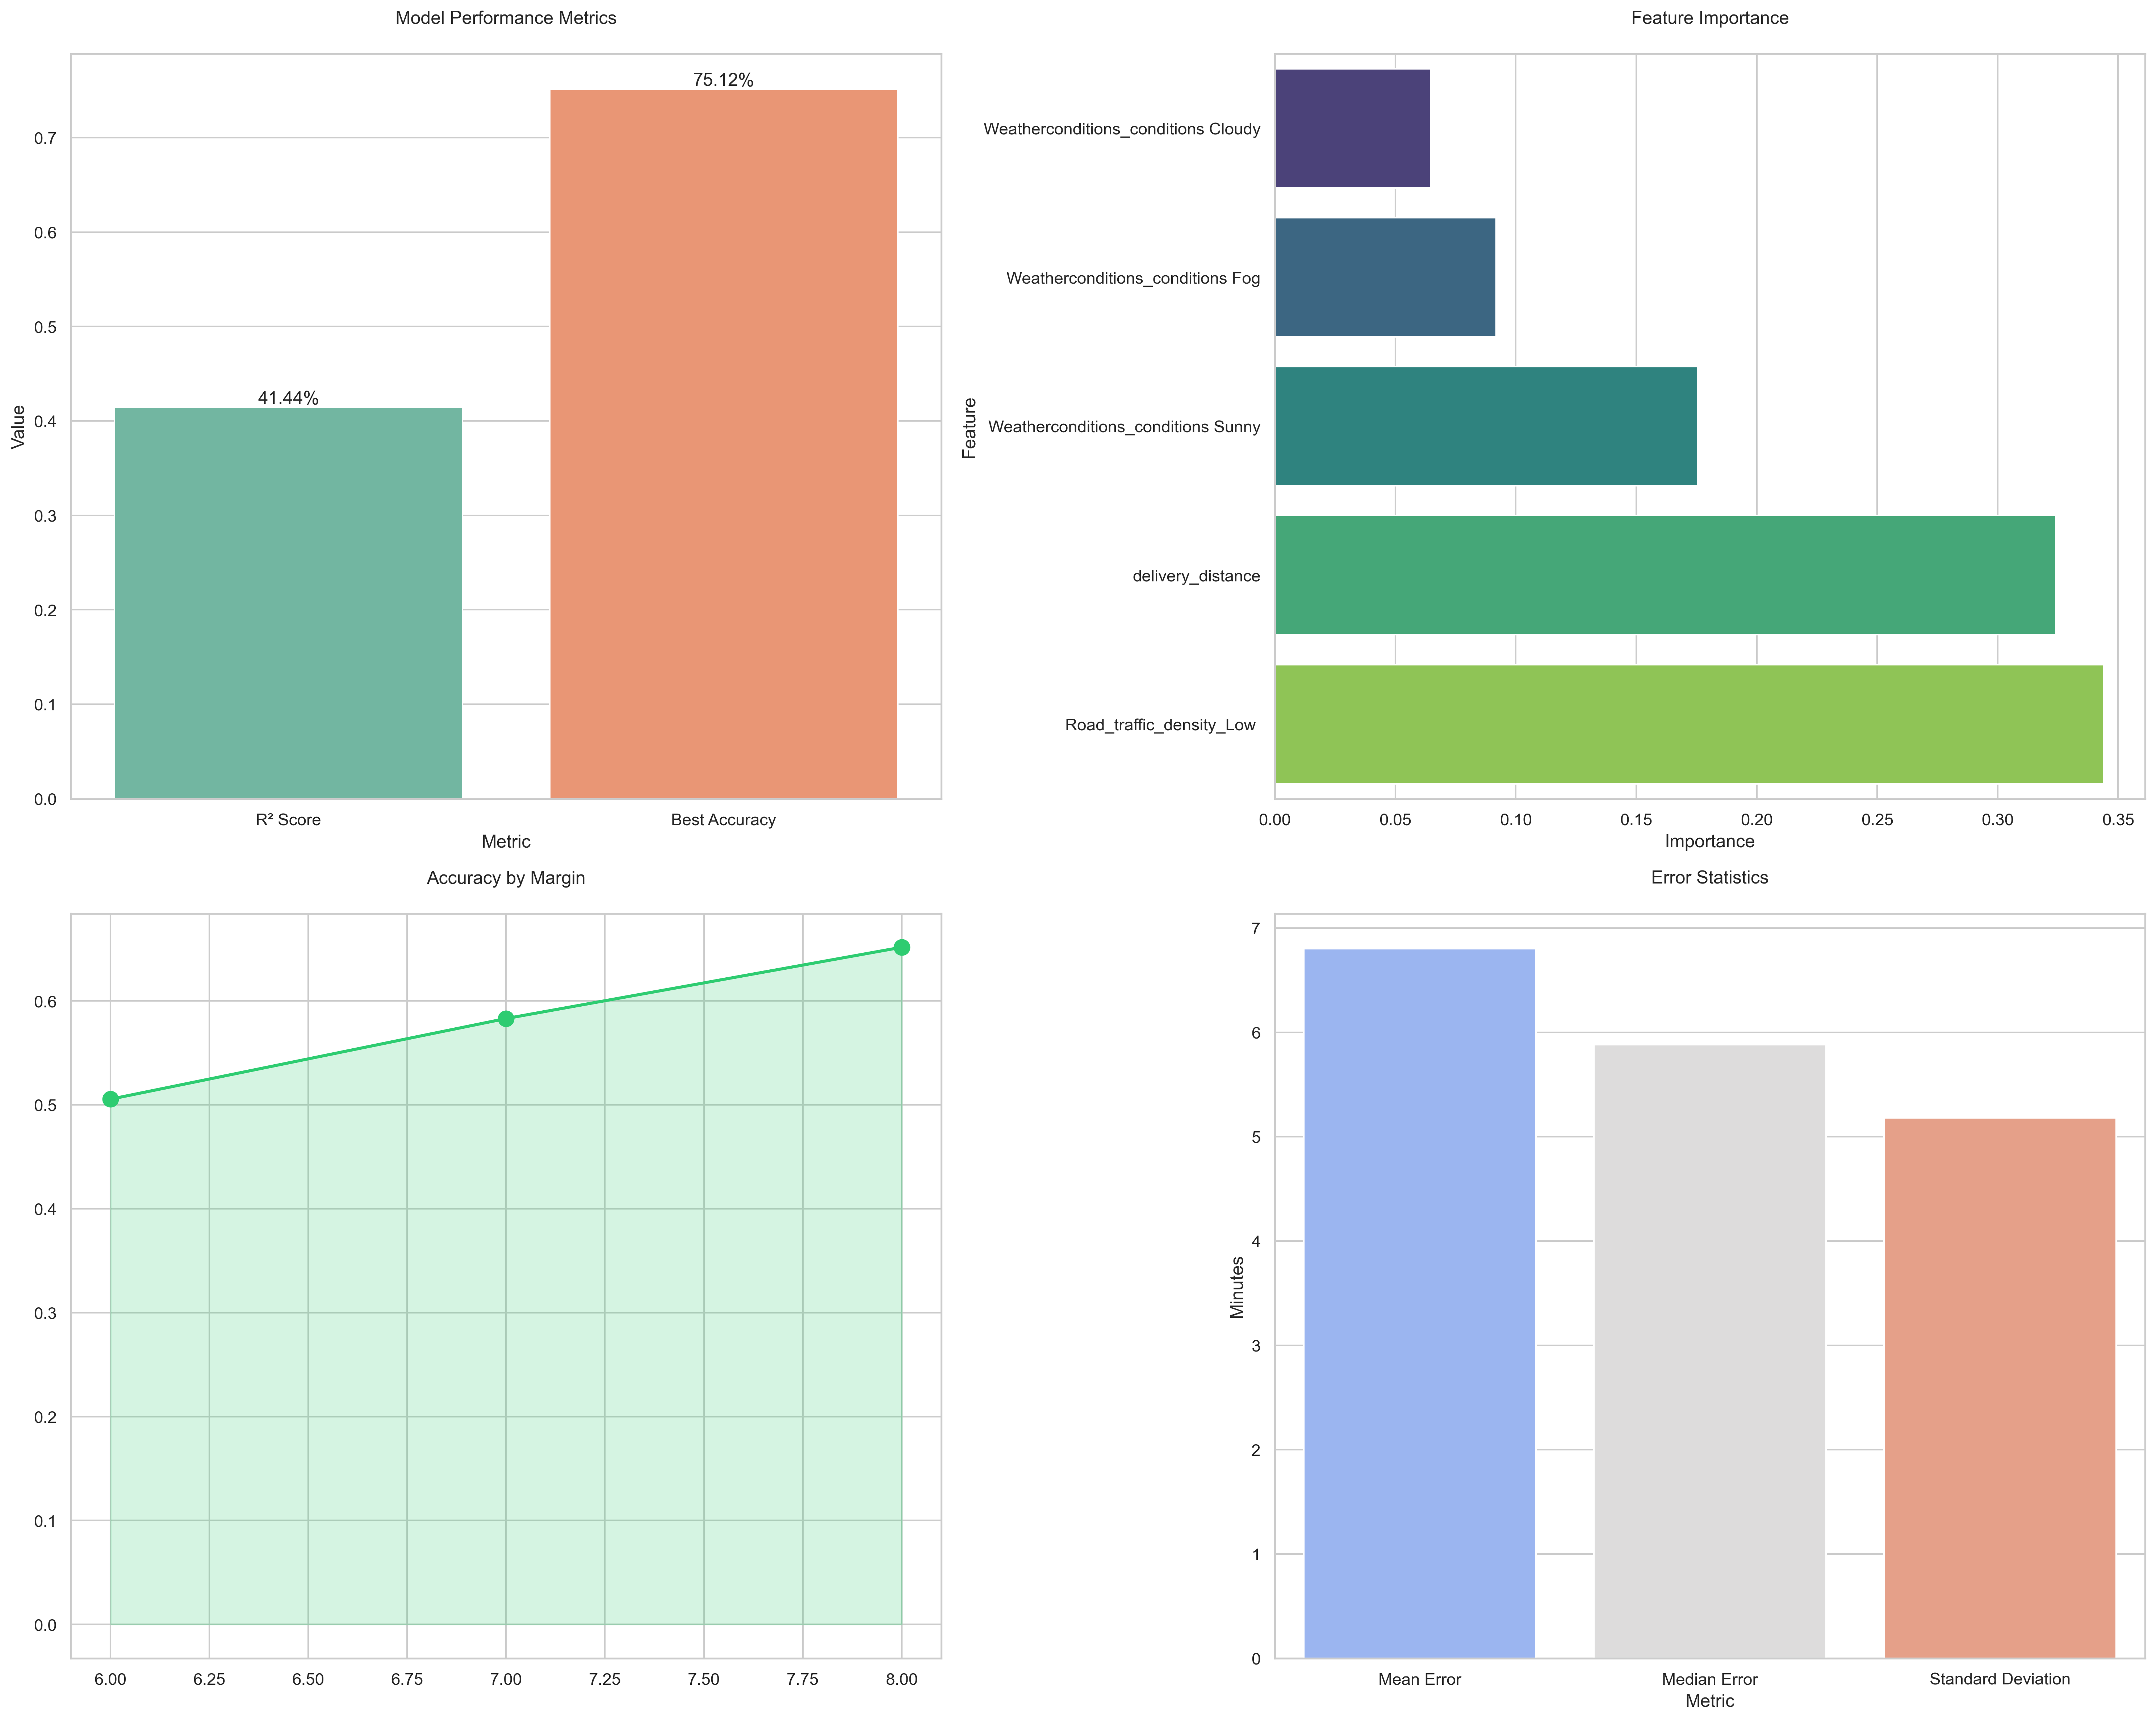 Model Performance Metrics
75.12%
41.44%
Value
0.7
0.6
0.5
0.4
0.3
0.2
0.1
0.0
R² Score
Best Accuracy
Metric
Feature Importance
Feature
Weatherconditions_conditions Cloudy
Weatherconditions_conditions Fog
Weatherconditions_conditions Sunny
delivery_distance
Road_traffic_density_Low
0.00 0.05 0.10 0.15 0.20 0.25 0.30 0.35
Importance
Accuracy by Margin
0.6
0.5
0.4
0.3
0.2
0.1
0.0
6.00 6.25 6.50 6.75 7.00 7.25 7.50 7.75 8.00
Error Statistics
Minutes
7
6
5
4
3
2
1
0
Mean Error
Median Error
Standard Deviation
Metric